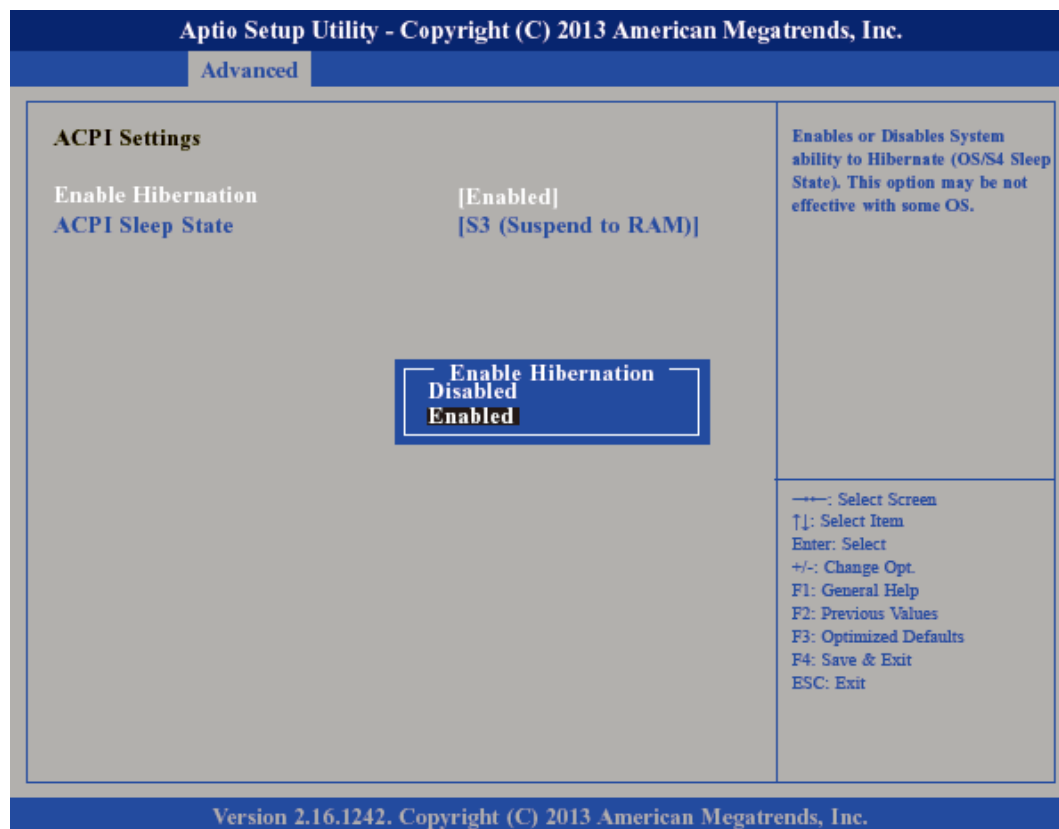 Aptio Setup Utility - Copyright (C) 2013 American Megatrends, Inc.
Advanced
ACPI Settings
Enable Hibernation [Enabled]
ACPI Sleep State [S3 (Suspend to RAM)]
Enable Hibernation
Disabled
Enabled
Enables or Disables System
ability to Hibernate (OS/S4 Sleep
State). This option may be not
effective with some OS.
→←: Select Screen
↑↓: Select Item
Enter: Select
+/-: Change Opt.
F1: General Help
F2: Previous Values
F3: Optimized Defaults
F4: Save & Exit
ESC: Exit
Version 2.16.1242. Copyright (C) 2013 American Megatrends, Inc.